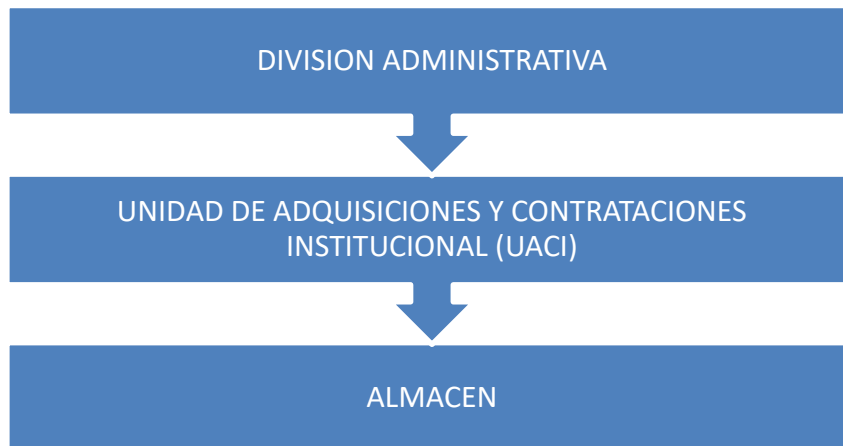 DIVISION ADMINISTRATIVA
UNIDAD DE ADQUISICIONES Y CONTRATACIONES
INSTITUCIONAL (UACI)
ALMACEN